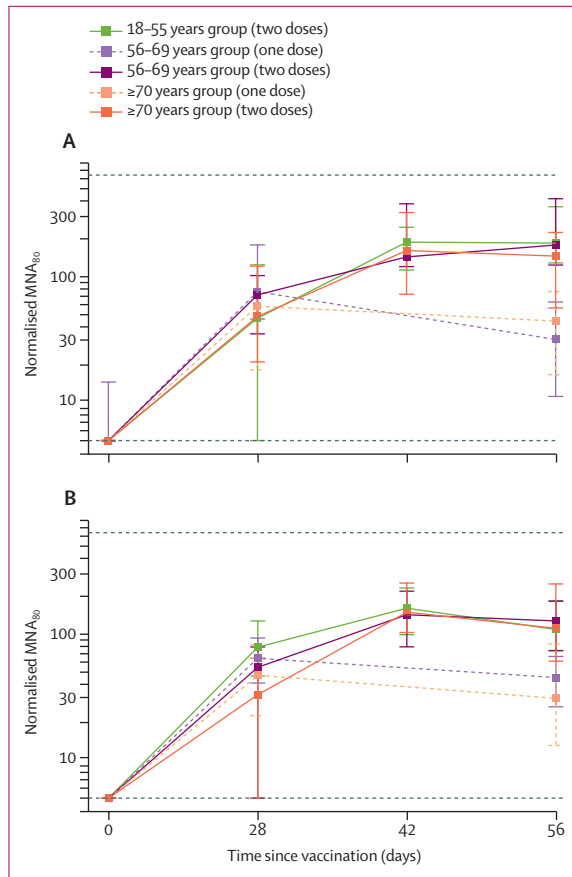 18–55 years group (two doses)
56–69 years group (one dose)
56–69 years group (two doses)
≥70 years group (one dose)
≥70 years group (two doses)
A
Normalised MNA₈₀
300
100
30
10
B
Normalised MNA₈₀
300
100
30
10
0 28 42 56
Time since vaccination (days)